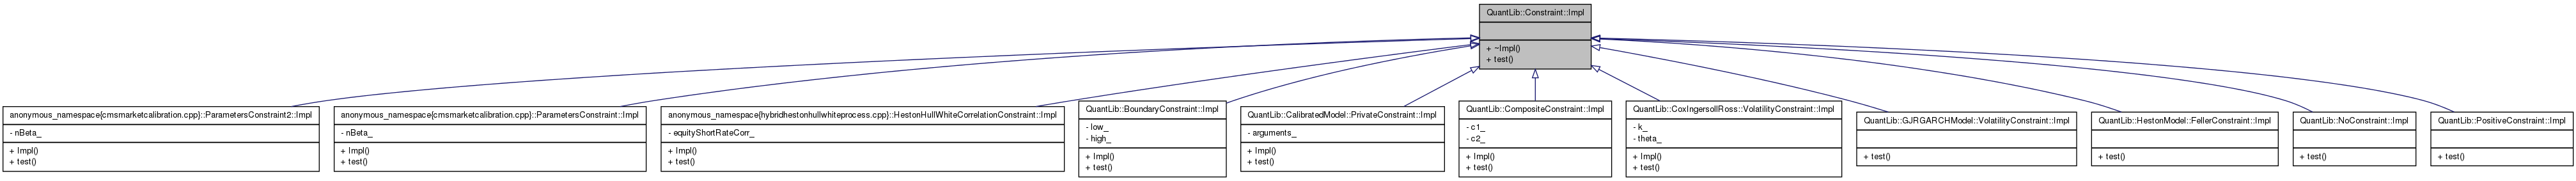 QuantLib::Constraint::Impl
+ ~Impl()
+ test()
anonymous_namespace{cmsmarketcalibration.cpp}::ParametersConstraint2::Impl
- nBeta_
+ Impl()
+ test()
anonymous_namespace{cmsmarketcalibration.cpp}::ParametersConstraint::Impl
- nBeta_
+ Impl()
+ test()
anonymous_namespace{hybridhestonhullwhiteprocess.cpp}::HestonHullWhiteCorrelationConstraint::Impl
- equityShortRateCorr_
+ Impl()
+ test()
QuantLib::BoundaryConstraint::Impl
- low_
- high_
+ Impl()
+ test()
QuantLib::CalibratedModel::PrivateConstraint::Impl
- arguments_
+ Impl()
+ test()
QuantLib::CompositeConstraint::Impl
- c1_
- c2_
+ Impl()
+ test()
QuantLib::CoxIngersollRoss::VolatilityConstraint::Impl
- k_
- theta_
+ Impl()
+ test()
QuantLib::GJRGARCHModel::VolatilityConstraint::Impl
+ test()
QuantLib::HestonModel::FellerConstraint::Impl
+ test()
QuantLib::NoConstraint::Impl
+ test()
QuantLib::PositiveConstraint::Impl
+ test()